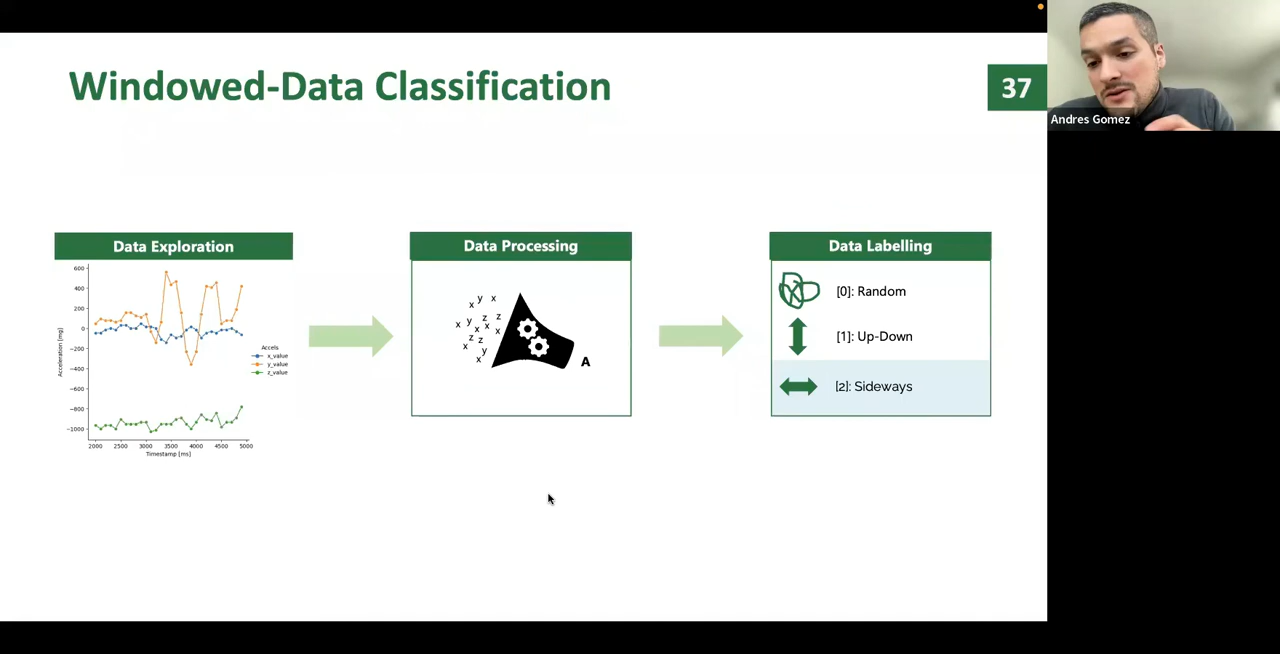 Windowed-Data Classification
37
Andres Gomez
Data Exploration
600
400
200
0
−200
−400
−600
−800
−1000
Acceleration [mg]
2000 2500 3000 3500 4000 4500 5000
Timestamp [ms]
Accels
x_value
y_value
z_value
Data Processing
y x
x
z z
x y x
x x
z z
x y
x
A
Data Labelling
[0]: Random
[1]: Up-Down
[2]: Sideways